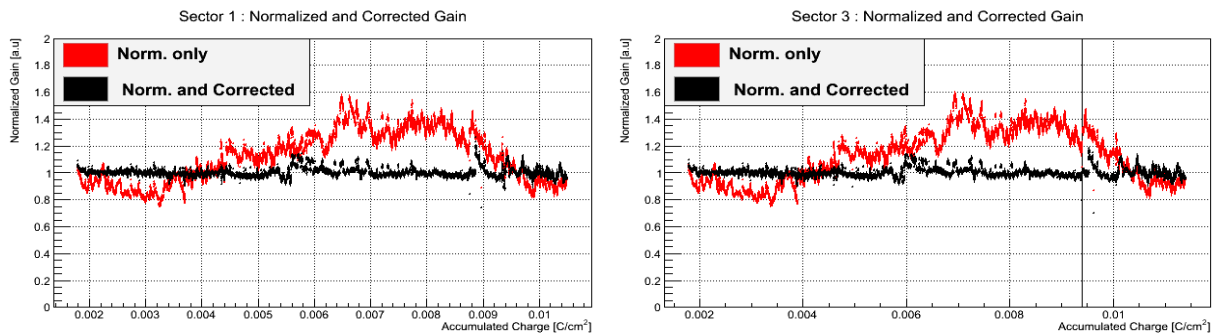 Sector 1 : Normalized and Corrected Gain
Normalized Gain [a.u]
2
1.8
1.6
1.4
1.2
1
0.8
0.6
0.4
0.2
0
Norm. only
Norm. and Corrected
0.002 0.003 0.004 0.005 0.006 0.007 0.008 0.009 0.01
Accumulated Charge [C/cm²]
Sector 3 : Normalized and Corrected Gain
Normalized Gain [a.u]
2
1.8
1.6
1.4
1.2
1
0.8
0.6
0.4
0.2
0
Norm. only
Norm. and Corrected
0.002 0.004 0.006 0.008 0.01
Accumulated Charge [C/cm²]